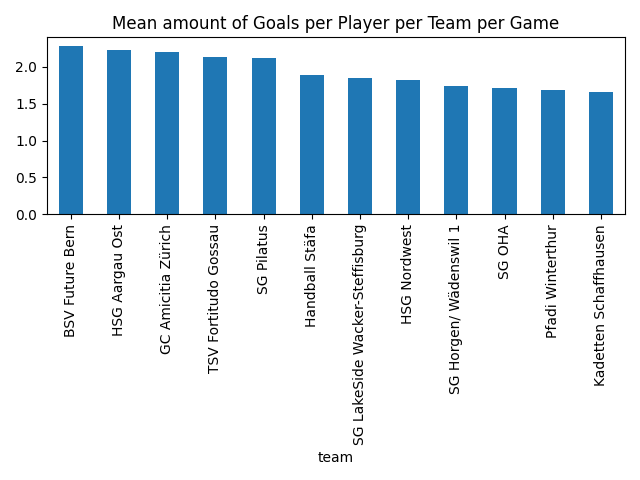 Mean amount of Goals per Player per Team per Game
2.0
1.5
1.0
0.5
0.0
BSV Future Bern
HSG Aargau Ost
GC Amicitia Zürich
TSV Fortitudo Gossau
SG Pilatus
Handball Stäfa
SG LakeSide Wacker-Steffisburg
HSG Nordwest
SG Horgen/ Wädenswil 1
SG OHA
Pfadi Winterthur
Kadetten Schaffhausen
team